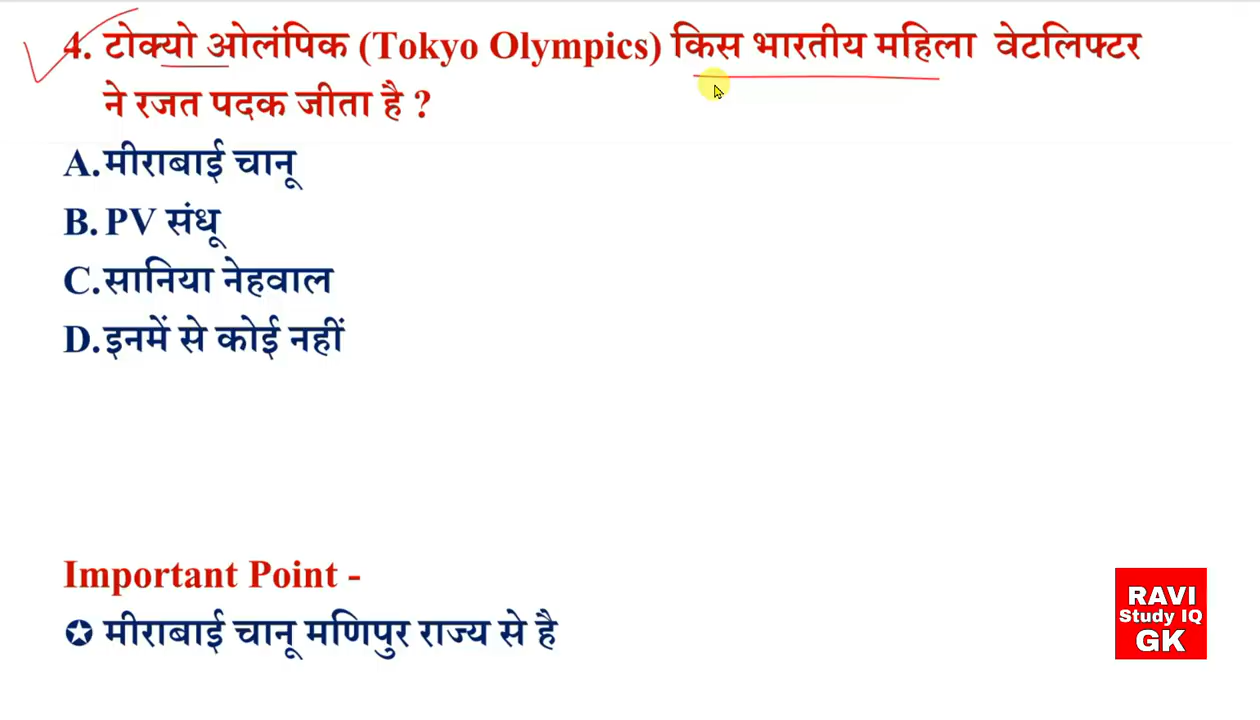 4. टोक्यो ओलंपिक (Tokyo Olympics) किस भारतीय महिला वेटलिफ्टर
ने रजत पदक जीता है ?
A. मीराबाई चानू
B. PV संधू
C. सानिया नेहवाल
D. इनमें से कोई नहीं
Important Point -
✪ मीराबाई चानू मणिपुर राज्य से है
RAVI
Study IQ
GK